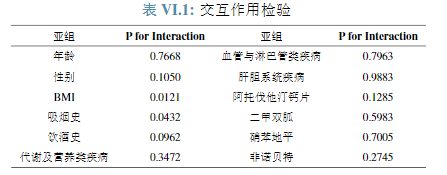 表 VI.1: 交互作用检验
亚组 P for Interaction 亚组 P for Interaction
年龄 0.7668 血管与淋巴管类疾病 0.7963
性别 0.1050 肝胆系统疾病 0.9883
BMI 0.0121 阿托伐他汀钙片 0.1285
吸烟史 0.0432 二甲双胍 0.5983
饮酒史 0.0962 硝苯地平 0.7005
代谢及营养类疾病 0.3472 非诺贝特 0.2745